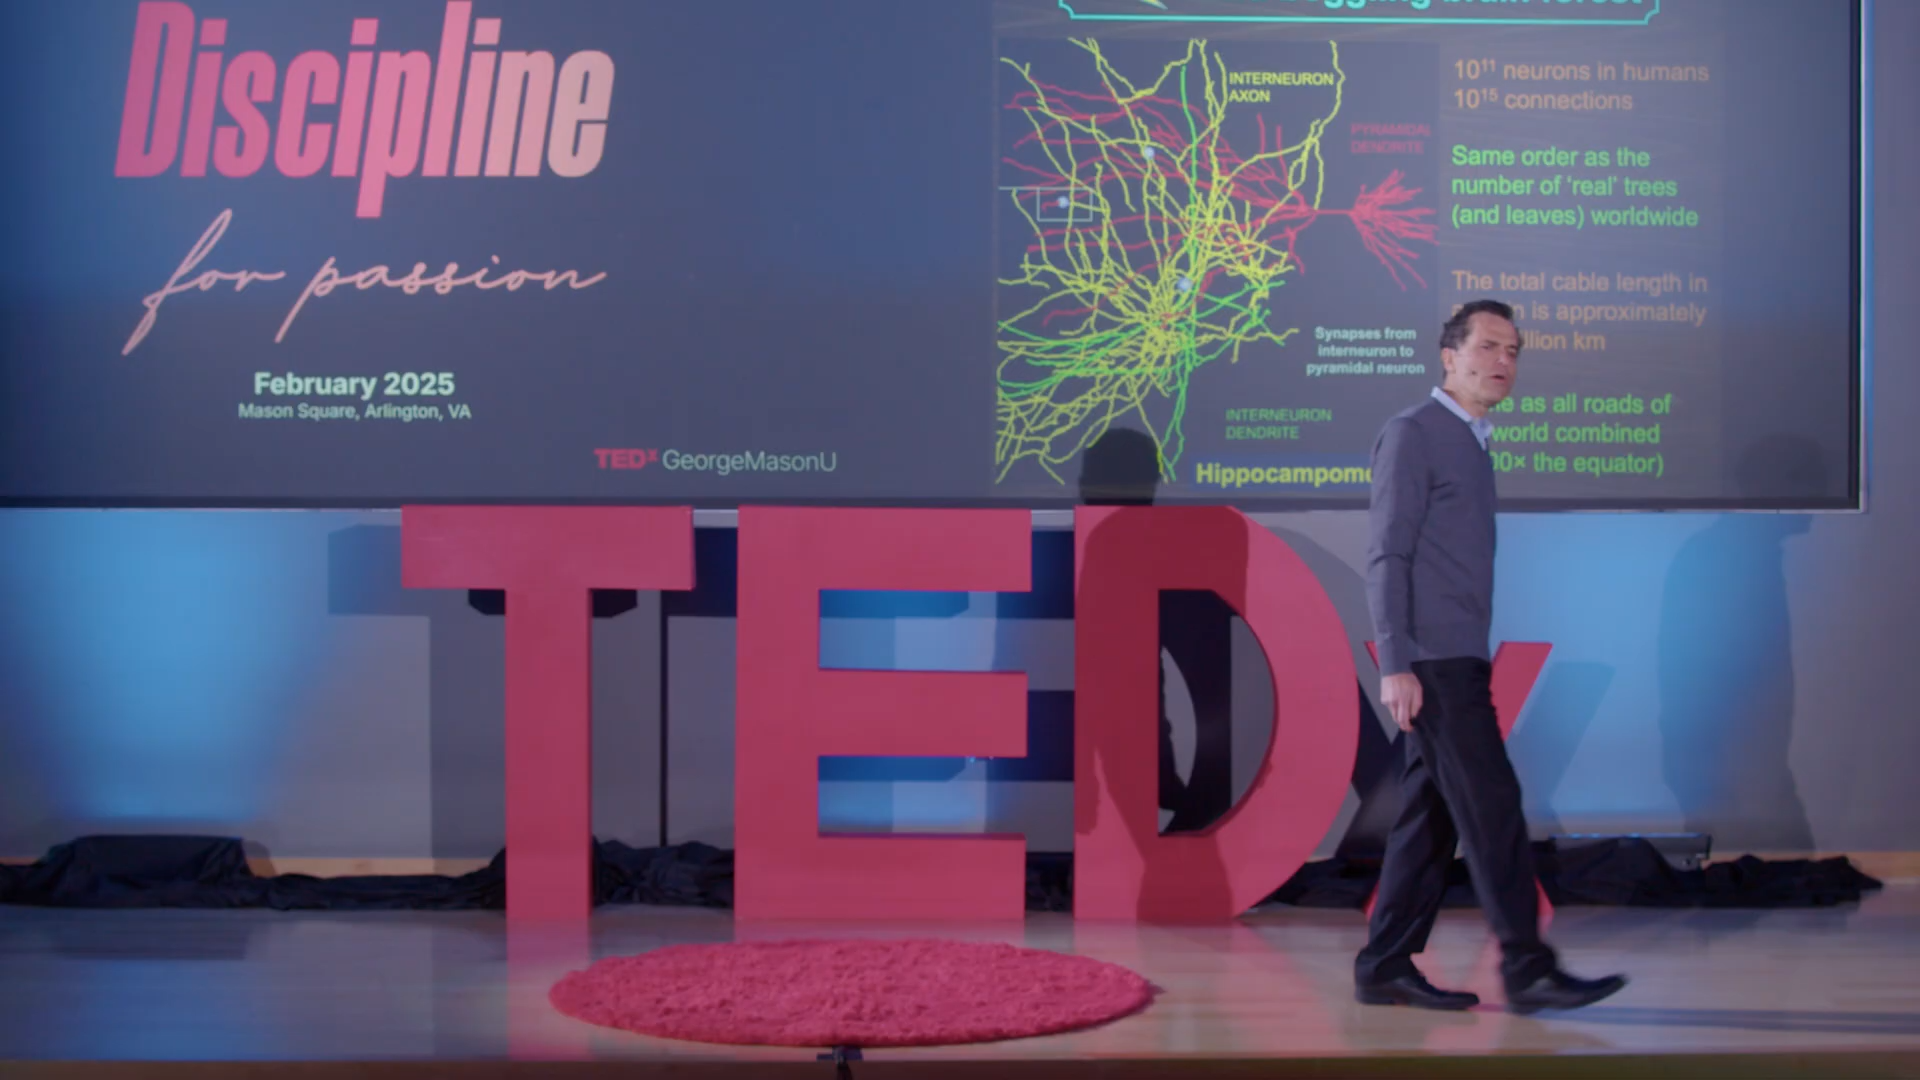 Discipline
for passion
February 2025
Mason Square, Arlington, VA
TEDx GeorgeMasonU
brain forest
INTERNEURON
AXON
PYRAMIDAL
DENDRITE
Synapses from
interneuron to
pyramidal neuron
INTERNEURON
DENDRITE
10¹¹ neurons in humans
10¹⁵ connections
Same order as the
number of 'real' trees
(and leaves) worldwide
The total cable length in
is approximately
km
as all roads of
world combined
the equator)
TEDx